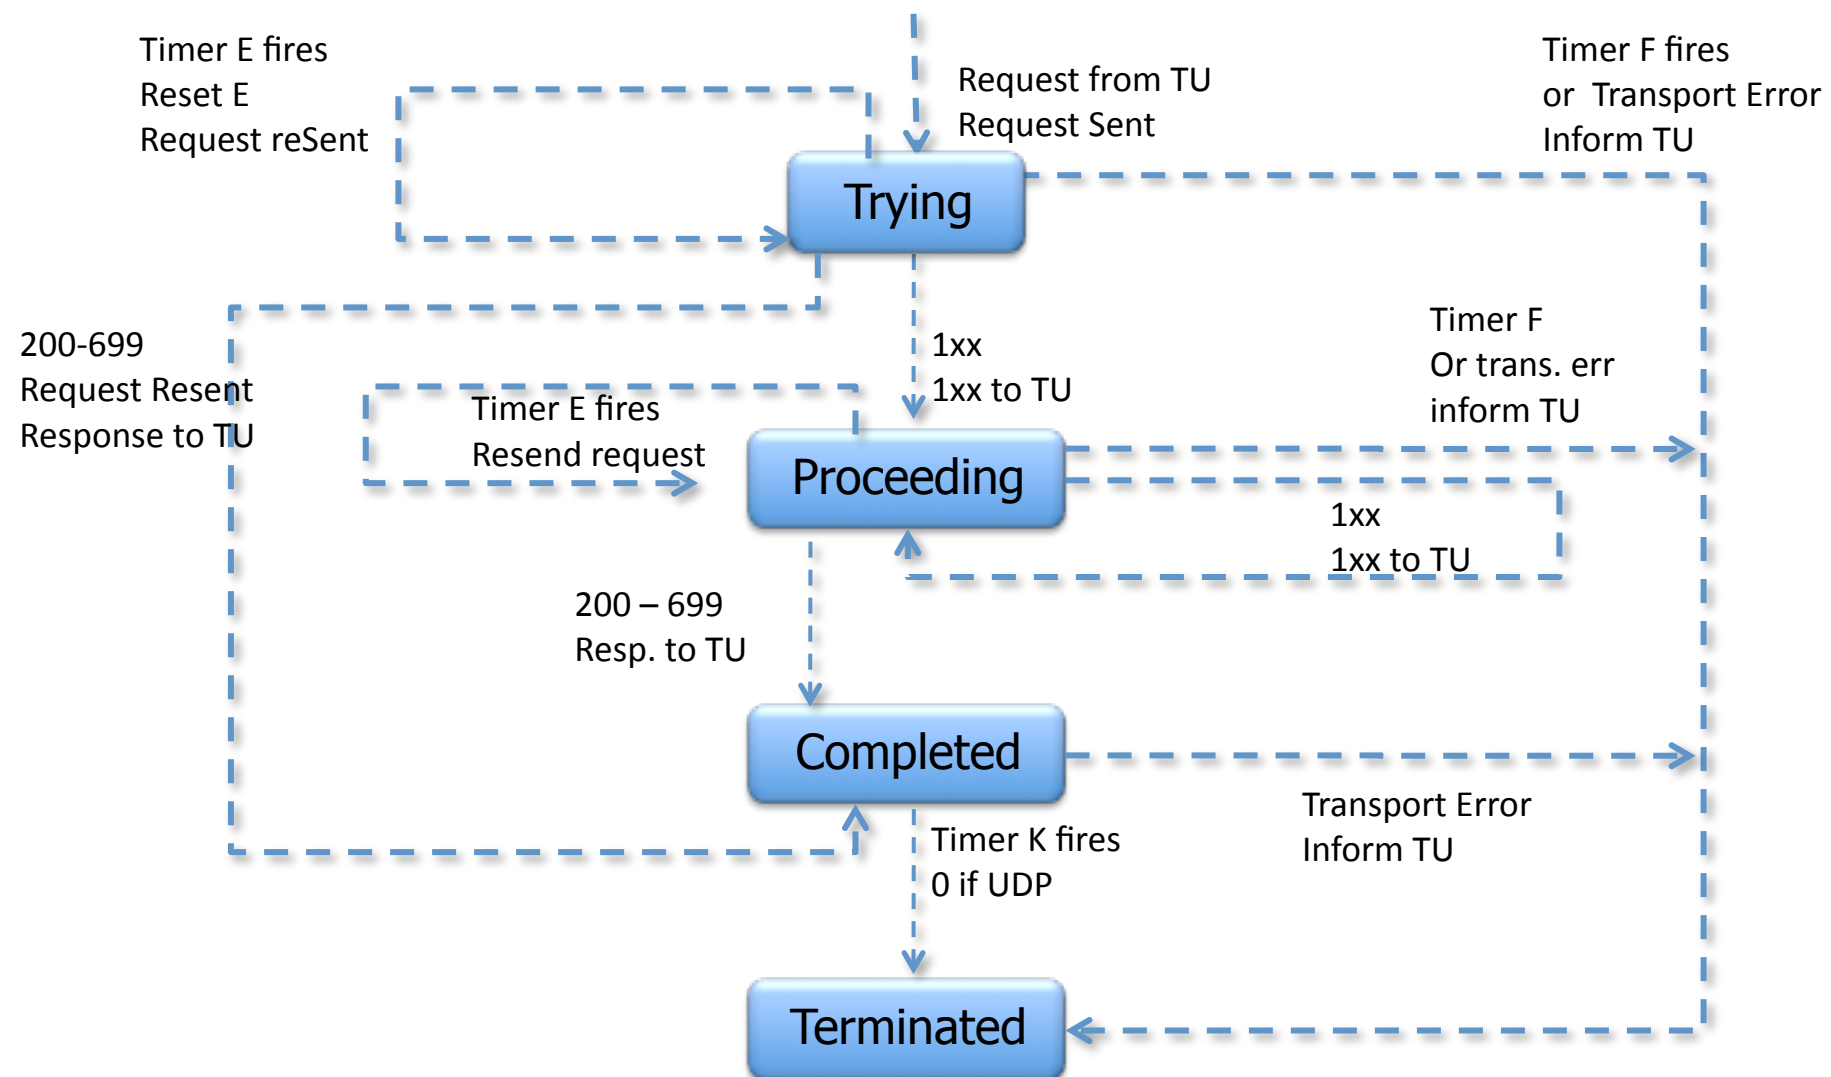 Timer E fires
Reset E
Request reSent
Request from TU
Request Sent
Timer F fires
or  Transport Error
Inform TU
Trying
200-699
Request Resent
Response to TU
1xx
1xx to TU
Timer F
Or trans. err
inform TU
Timer E fires
Resend request
Proceeding
1xx
1xx to TU
200 – 699
Resp. to TU
Completed
Transport Error
Inform TU
Timer K fires
0 if UDP
Terminated